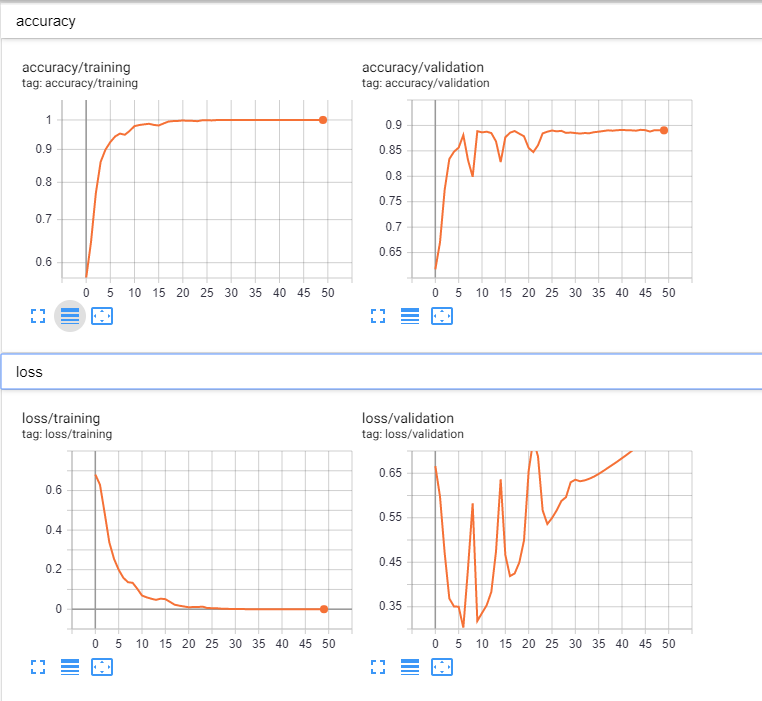 accuracy
accuracy/training
tag: accuracy/training
1
0.9
0.8
0.7
0.6
0 5 10 15 20 25 30 35 40 45 50
accuracy/validation
tag: accuracy/validation
0.9
0.85
0.8
0.75
0.7
0.65
0 5 10 15 20 25 30 35 40 45 50
loss
loss/training
tag: loss/training
0.6
0.4
0.2
0
0 5 10 15 20 25 30 35 40 45 50
loss/validation
tag: loss/validation
0.65
0.55
0.45
0.35
0 5 10 15 20 25 30 35 40 45 50